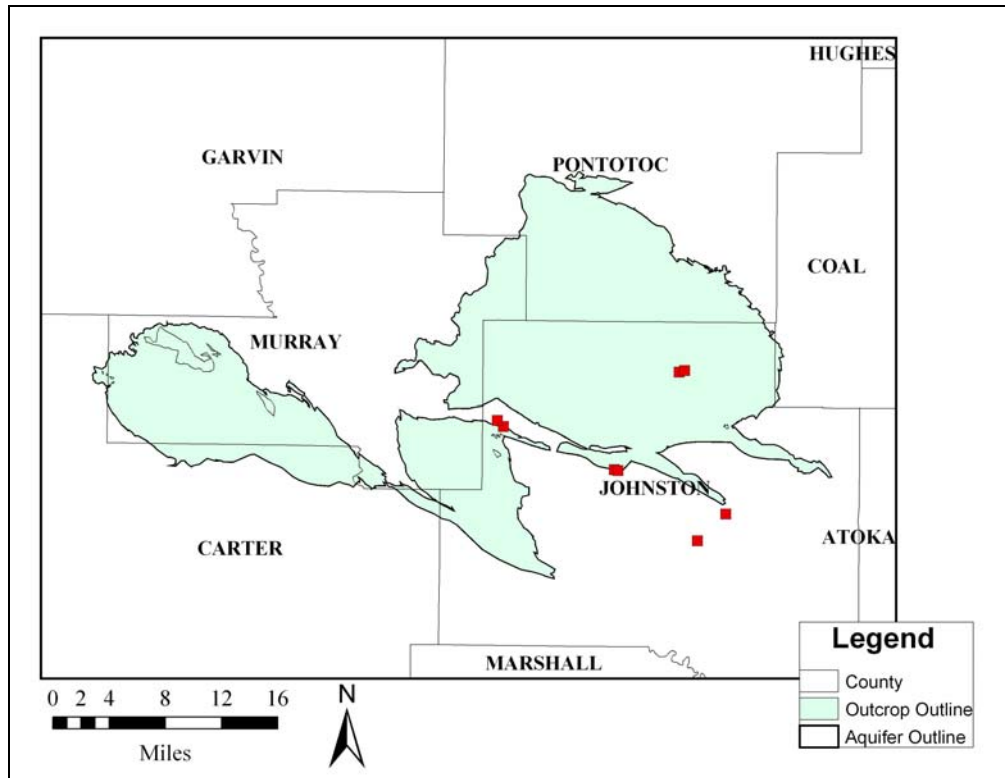 HUGHES
GARVIN
PONTOTOC
COAL
MURRAY
JOHNSTON
ATOKA
CARTER
MARSHALL
Legend
County
Outcrop Outline
Aquifer Outline
0 2 4 8 12 16
Miles
N